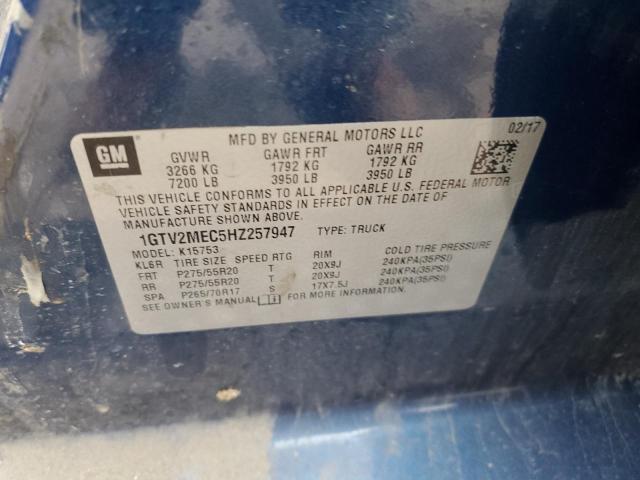 GM
MFD BY GENERAL MOTORS LLC 02/17
GVWR GAWR FRT GAWR RR
3266 KG 1792 KG 1792 KG
7200 LB 3950 LB 3950 LB
THIS VEHICLE CONFORMS TO ALL APPLICABLE U.S. FEDERAL MOTOR
VEHICLE SAFETY STANDARDS IN EFFECT ON THE DATE OF
MANUFACTURE SHOWN ABOVE.
1GTV2MEC5HZ257947 TYPE: TRUCK
MODEL: K15753
KL6R TIRE SIZE SPEED RTG RIM COLD TIRE PRESSURE
FRT P275/55R20 T 20X9J 240KPA(35PSI)
RR P275/55R20 T 20X9J 240KPA(35PSI)
SPA P265/70R17 S 17X7.5J 240KPA(35PSI)
SEE OWNER'S MANUAL FOR MORE INFORMATION.